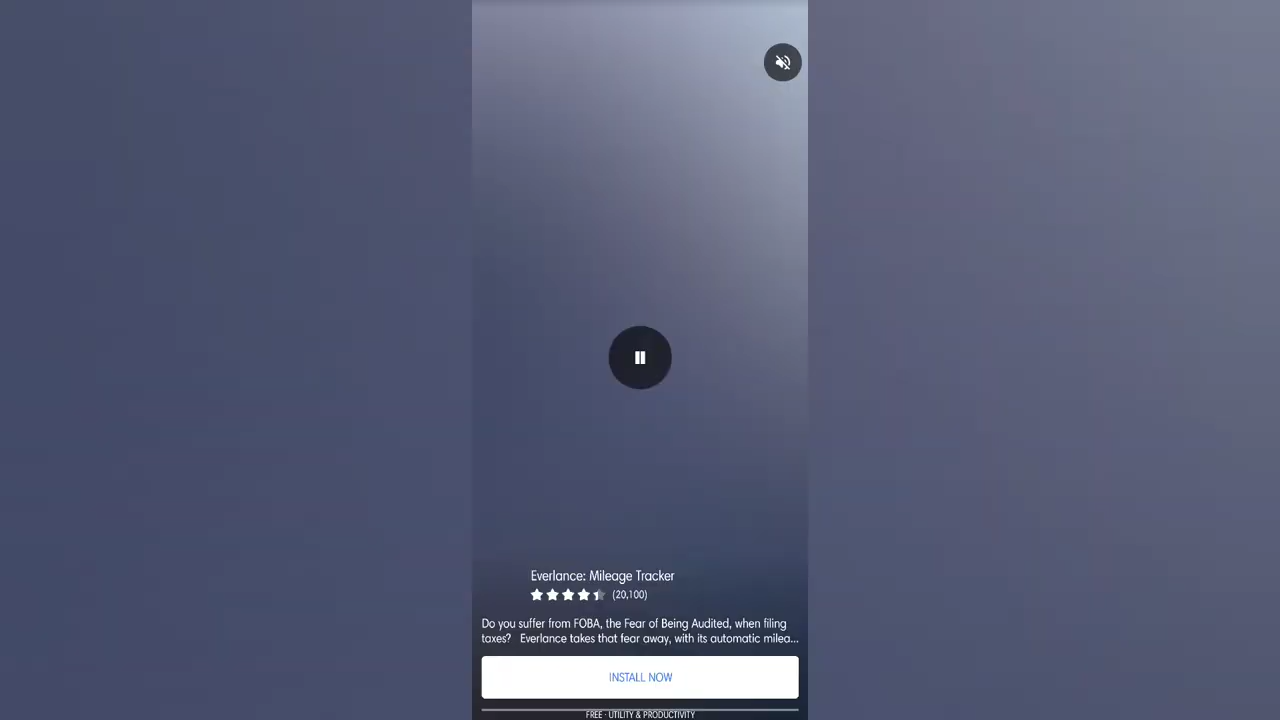 Everlance: Mileage Tracker
(20,100)
Do you suffer from FOBA, the Fear of Being Audited, when filing
taxes? Everlance takes that fear away, with its automatic milea...
INSTALL NOW
FREE · UTILITY & PRODUCTIVITY